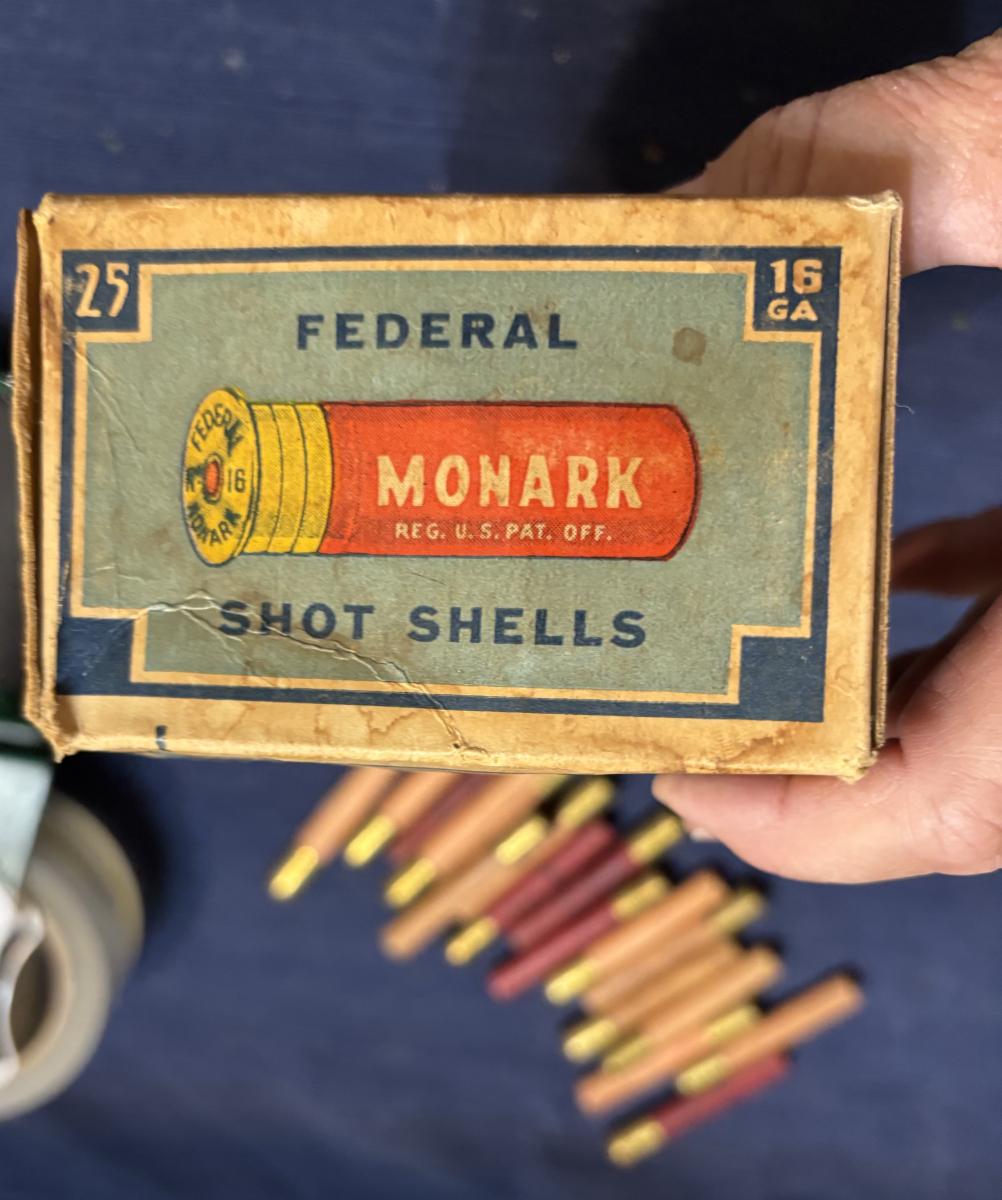 25
16
GA
FEDERAL
FEDERAL
16
MONARK
MONARK
REG. U.S. PAT. OFF.
SHOT SHELLS